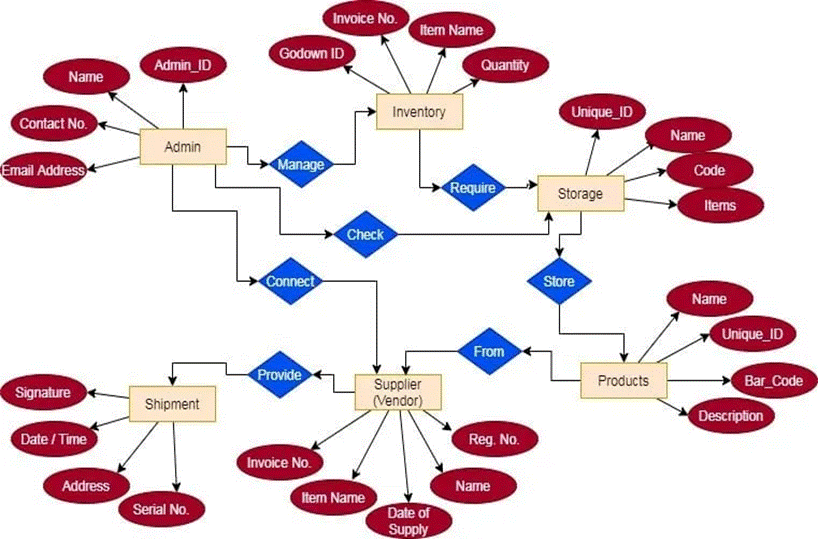 Invoice No.
Item Name
Godown ID
Quantity
Name
Admin_ID
Contact No.
Email Address
Admin
Manage
Inventory
Unique_ID
Name
Code
Items
Require
Storage
Check
Connect
Store
Name
Unique_ID
Bar_Code
Description
From
Products
Provide
Supplier
(Vendor)
Shipment
Signature
Date / Time
Address
Serial No.
Invoice No.
Item Name
Date of
Supply
Name
Reg. No.